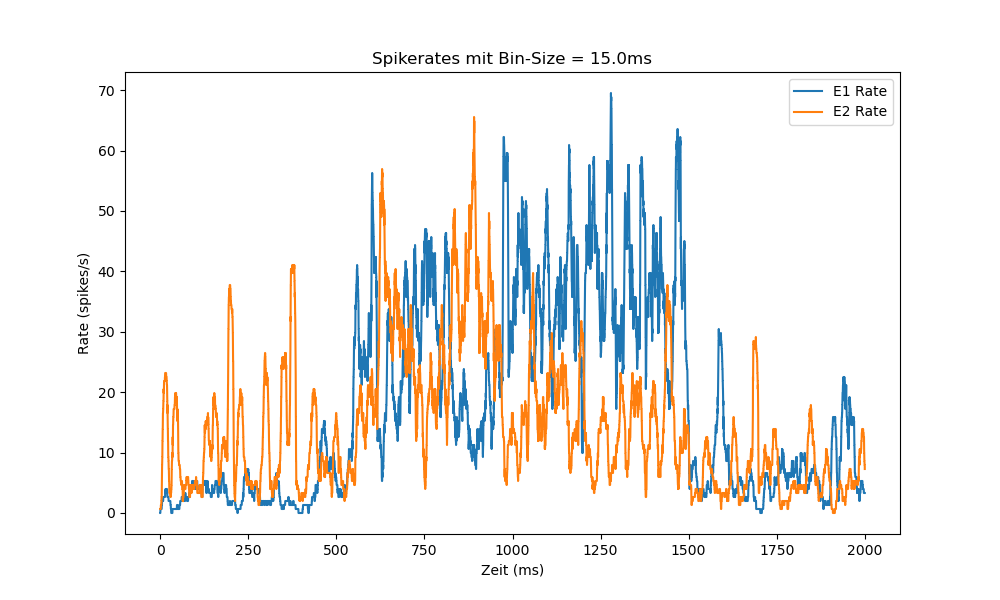 Spikerates mit Bin-Size = 15.0ms
E1 Rate
E2 Rate
70
60
50
40
30
20
10
0
Rate (spikes/s)
0 250 500 750 1000 1250 1500 1750 2000
Zeit (ms)